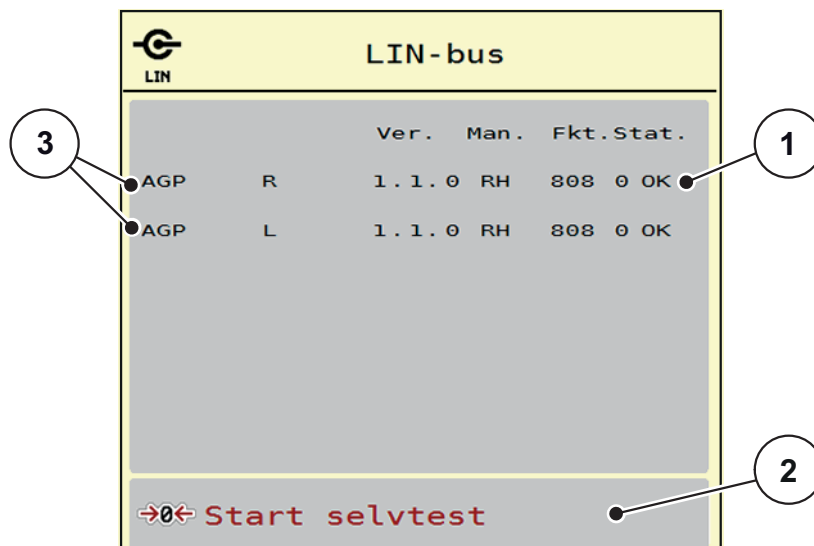 LIN-bus
LIN
Ver. Man. Fkt.Stat.
3
1
AGP R 1.1.0 RH 808 0 OK
AGP L 1.1.0 RH 808 0 OK
2
0 Start selvtest